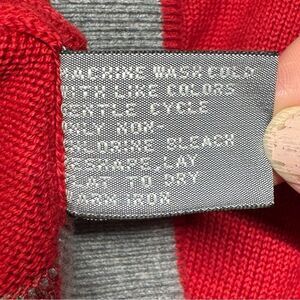 MACHINE WASH COLD
WITH LIKE COLORS
GENTLE CYCLE
ONLY NON-
CHLORINE BLEACH
RESHAPE,LAY
FLAT TO DRY
WARM IRON